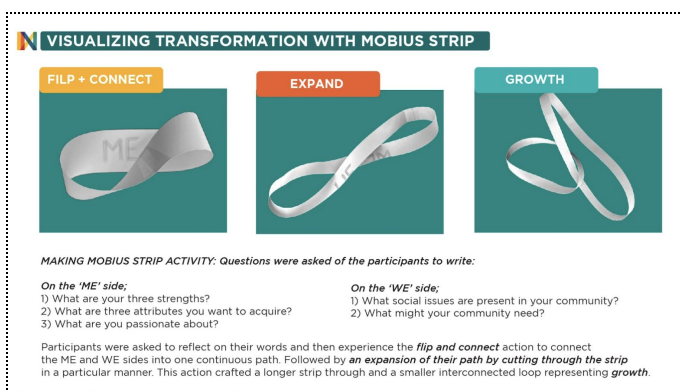 VISUALIZING TRANSFORMATION WITH MOBIUS STRIP
FILP + CONNECT
EXPAND
GROWTH
ME
MAKING MOBIUS STRIP ACTIVITY: Questions were asked of the participants to write:
On the ‘ME’ side;
1) What are your three strengths?
2) What are three attributes you want to acquire?
3) What are you passionate about?
On the ‘WE’ side;
1) What social issues are present in your community?
2) What might your community need?
Participants were asked to reflect on their words and then experience the flip and connect action to connect
the ME and WE sides into one continuous path. Followed by an expansion of their path by cutting through the strip
in a particular manner. This action crafted a longer strip through and a smaller interconnected loop representing growth.